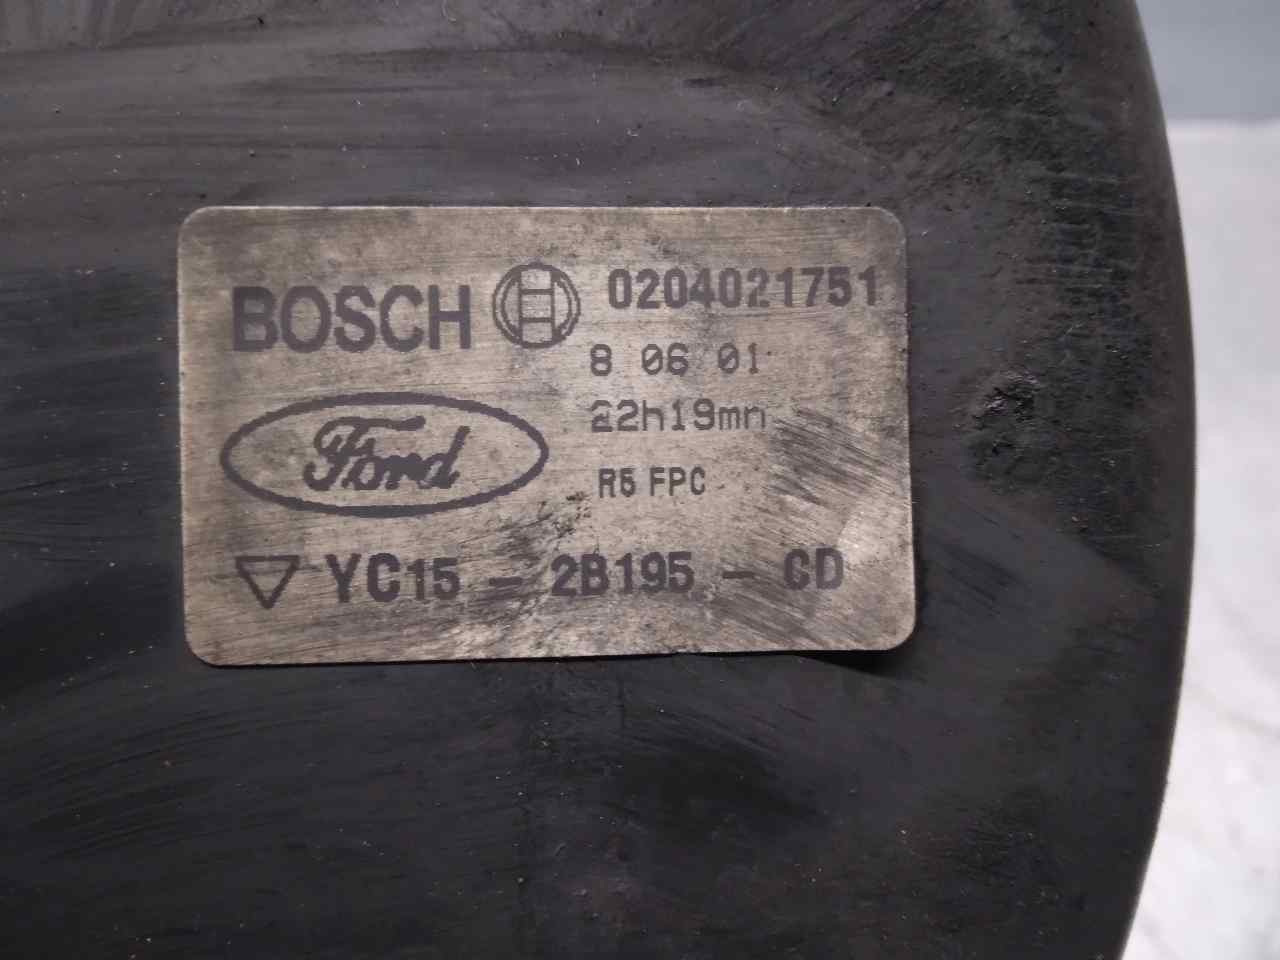 BOSCH 0204021751
8 06 01
22h19mn
Ford
R5 FPC
YC15 - 2B195 - CD